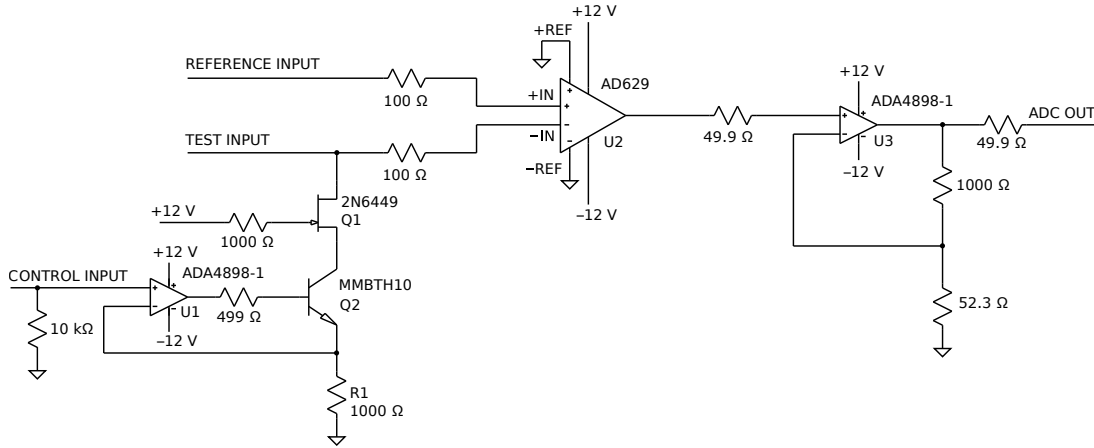 +12 V
+REF
REFERENCE INPUT
100 Ω
+IN
AD629
+12 V
ADA4898-1
ADC OUT
TEST INPUT
100 Ω
−IN
U2
49.9 Ω
U3
49.9 Ω
−REF
−12 V
1000 Ω
−12 V
2N6449
Q1
+12 V
1000 Ω
+12 V
CONTROL INPUT
ADA4898-1
MMBTH10
Q2
U1
499 Ω
10 kΩ
−12 V
52.3 Ω
R1
1000 Ω